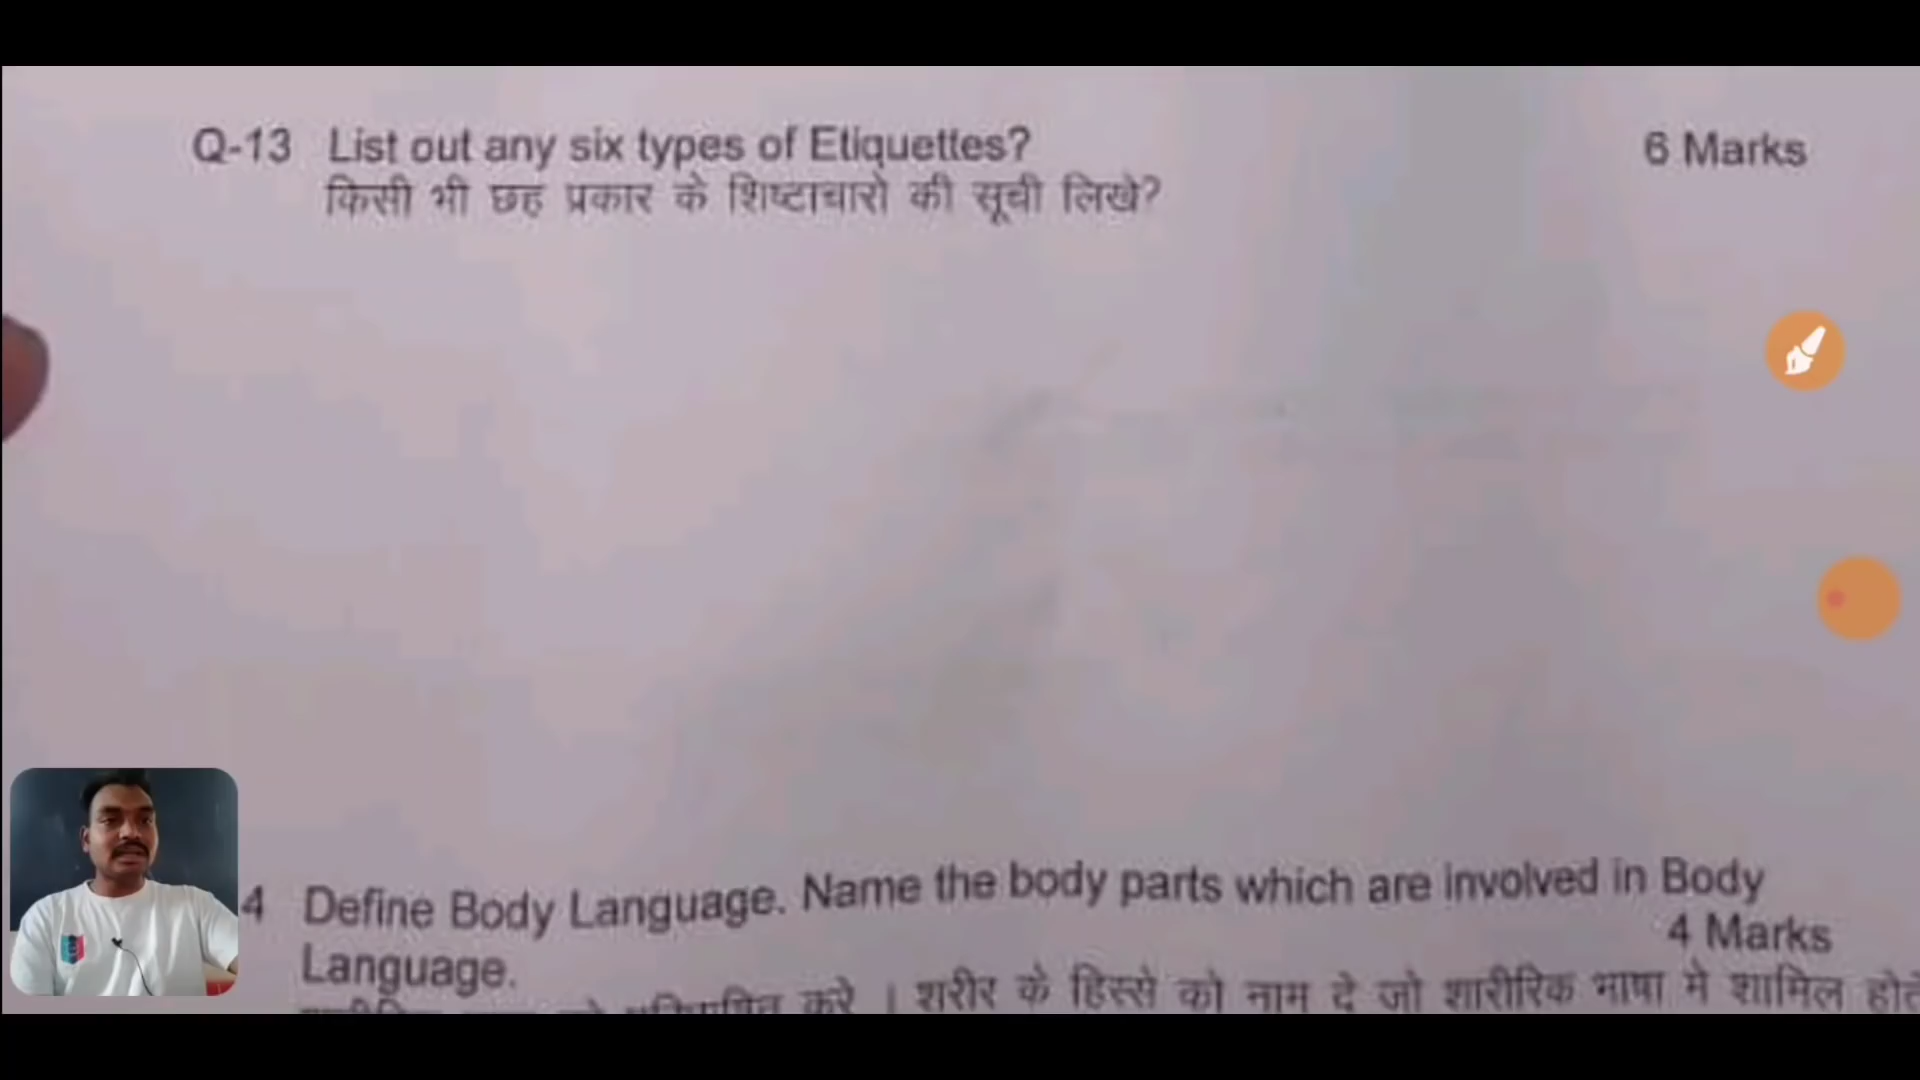 Q-13 List out any six types of Etiquettes? 6 Marks
किसी भी छह प्रकार के शिष्टाचारो की सूची लिखे?
4 Define Body Language. Name the body parts which are involved in Body
4 Marks
Language.
करे । शरीर के हिस्से को नाम दे जो शारीरिक भाषा मे शामिल होते